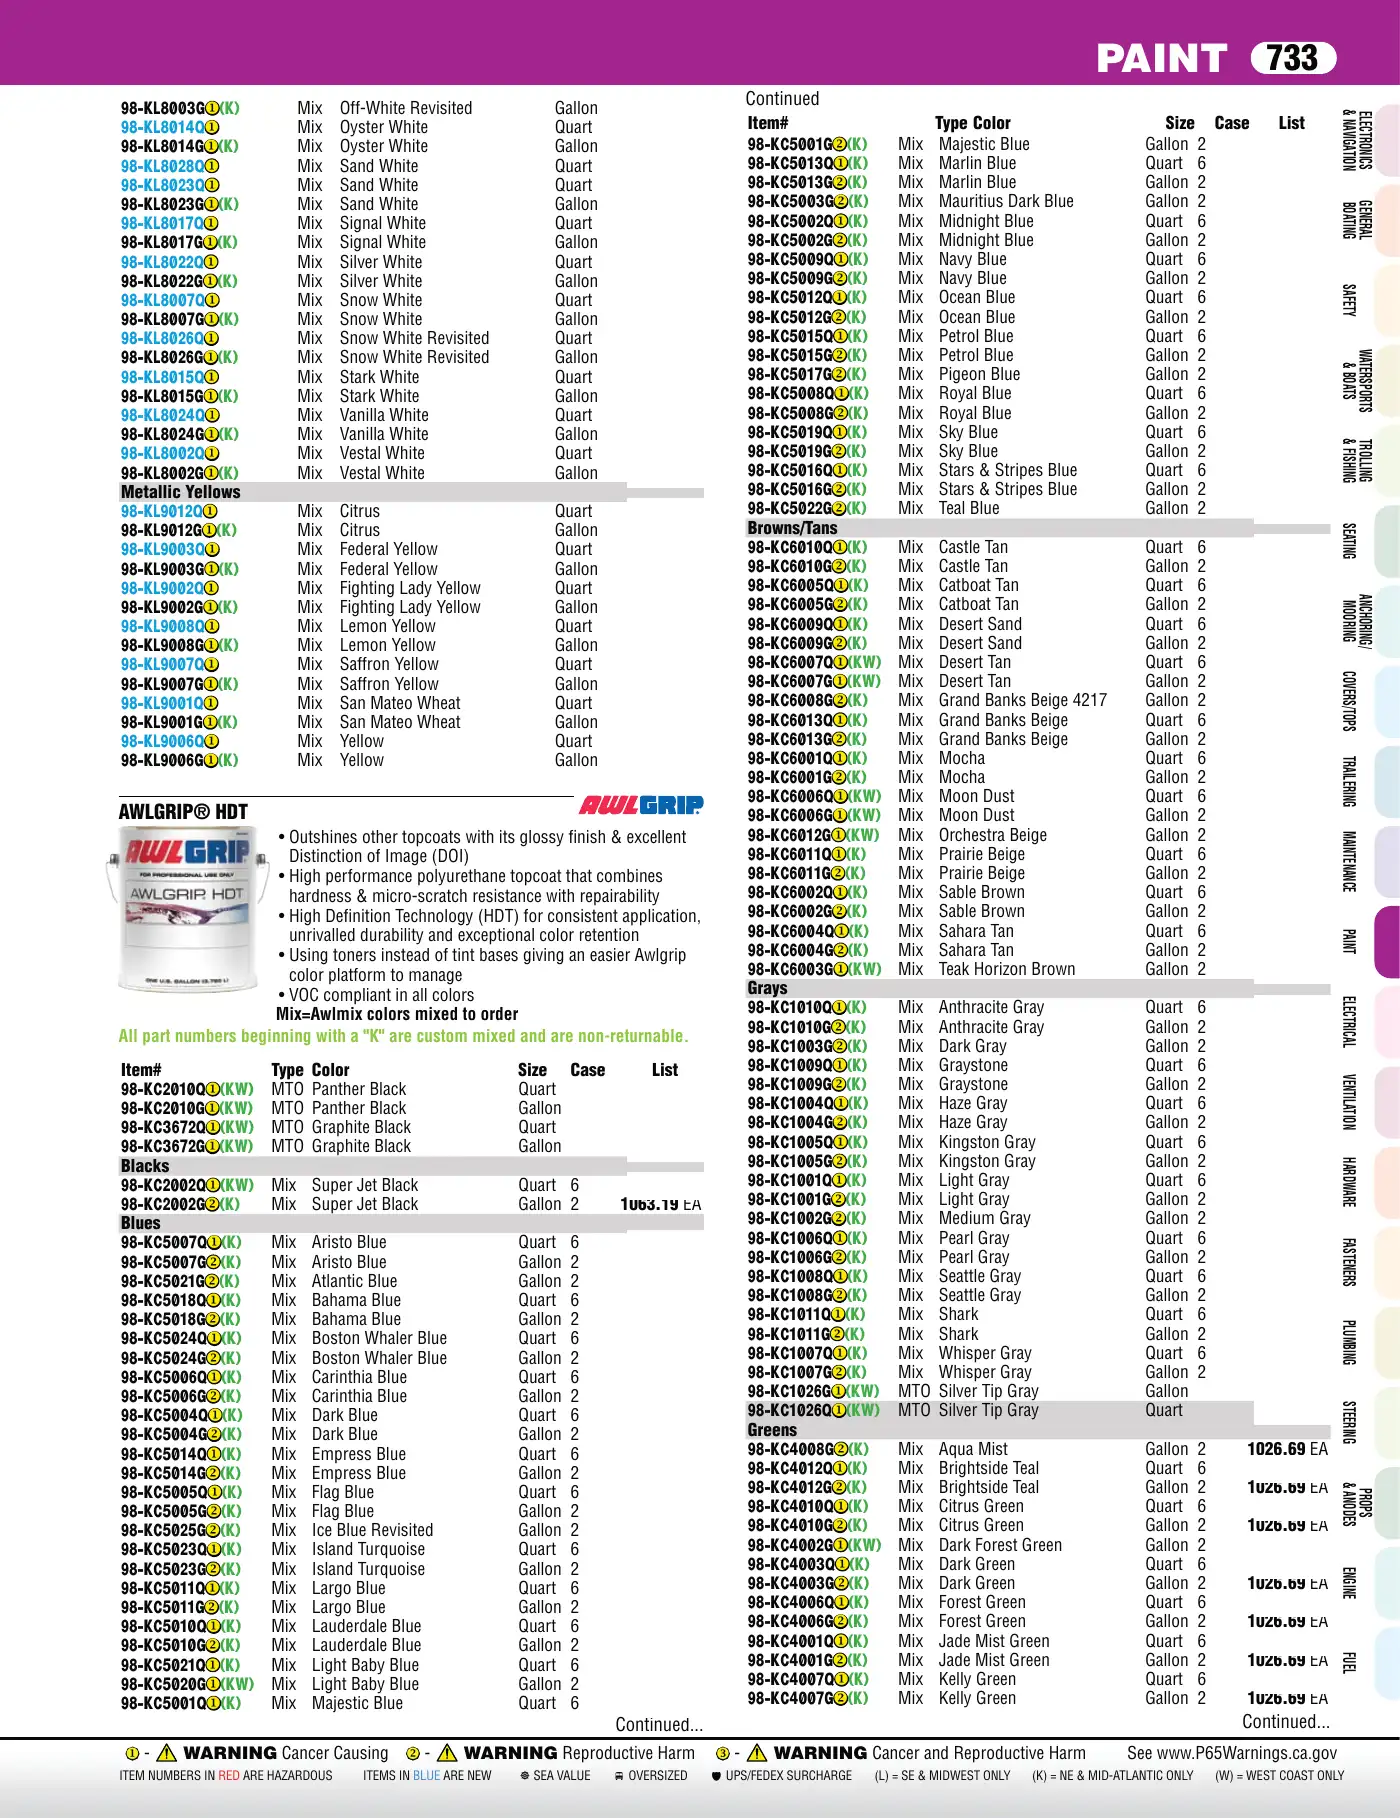 PAINT 733
98-KL8003G①(K) Mix Off-White Revisited Gallon
98-KL8014Q① Mix Oyster White Quart
98-KL8014G①(K) Mix Oyster White Gallon
98-KL8028Q① Mix Sand White Quart
98-KL8023Q① Mix Sand White Quart
98-KL8023G①(K) Mix Sand White Gallon
98-KL8017Q① Mix Signal White Quart
98-KL8017G①(K) Mix Signal White Gallon
98-KL8022Q① Mix Silver White Quart
98-KL8022G①(K) Mix Silver White Gallon
98-KL8007Q① Mix Snow White Quart
98-KL8007G①(K) Mix Snow White Gallon
98-KL8026Q① Mix Snow White Revisited Quart
98-KL8026G①(K) Mix Snow White Revisited Gallon
98-KL8015Q① Mix Stark White Quart
98-KL8015G①(K) Mix Stark White Gallon
98-KL8024Q① Mix Vanilla White Quart
98-KL8024G①(K) Mix Vanilla White Gallon
98-KL8002Q① Mix Vestal White Quart
98-KL8002G①(K) Mix Vestal White Gallon
Metallic Yellows
98-KL9012Q① Mix Citrus Quart
98-KL9012G①(K) Mix Citrus Gallon
98-KL9003Q① Mix Federal Yellow Quart
98-KL9003G①(K) Mix Federal Yellow Gallon
98-KL9002Q① Mix Fighting Lady Yellow Quart
98-KL9002G①(K) Mix Fighting Lady Yellow Gallon
98-KL9008Q① Mix Lemon Yellow Quart
98-KL9008G①(K) Mix Lemon Yellow Gallon
98-KL9007Q① Mix Saffron Yellow Quart
98-KL9007G①(K) Mix Saffron Yellow Gallon
98-KL9001Q① Mix San Mateo Wheat Quart
98-KL9001G①(K) Mix San Mateo Wheat Gallon
98-KL9006Q① Mix Yellow Quart
98-KL9006G①(K) Mix Yellow Gallon
AWLGRIP® HDT
AWLGRIP
AWLGRIP
FOR PROFESSIONAL USE ONLY
AWLGRIP HDT
ONE U.S. GALLON (3.785 L)
• Outshines other topcoats with its glossy finish & excellent
Distinction of Image (DOI)
• High performance polyurethane topcoat that combines
hardness & micro-scratch resistance with repairability
• High Definition Technology (HDT) for consistent application,
unrivalled durability and exceptional color retention
• Using toners instead of tint bases giving an easier Awlgrip
color platform to manage
• VOC compliant in all colors
Mix=Awlmix colors mixed to order
All part numbers beginning with a "K" are custom mixed and are non-returnable.
Item# Type Color Size Case List
98-KC2010Q①(KW) MTO Panther Black Quart
98-KC2010G①(KW) MTO Panther Black Gallon
98-KC3672Q①(KW) MTO Graphite Black Quart
98-KC3672G①(KW) MTO Graphite Black Gallon
Blacks
98-KC2002Q①(KW) Mix Super Jet Black Quart 6
98-KC2002G②(K) Mix Super Jet Black Gallon 2 1063.19 EA
Blues
98-KC5007Q①(K) Mix Aristo Blue Quart 6
98-KC5007G②(K) Mix Aristo Blue Gallon 2
98-KC5021G②(K) Mix Atlantic Blue Gallon 2
98-KC5018Q①(K) Mix Bahama Blue Quart 6
98-KC5018G②(K) Mix Bahama Blue Gallon 2
98-KC5024Q①(K) Mix Boston Whaler Blue Quart 6
98-KC5024G②(K) Mix Boston Whaler Blue Gallon 2
98-KC5006Q①(K) Mix Carinthia Blue Quart 6
98-KC5006G②(K) Mix Carinthia Blue Gallon 2
98-KC5004Q①(K) Mix Dark Blue Quart 6
98-KC5004G②(K) Mix Dark Blue Gallon 2
98-KC5014Q①(K) Mix Empress Blue Quart 6
98-KC5014G②(K) Mix Empress Blue Gallon 2
98-KC5005Q①(K) Mix Flag Blue Quart 6
98-KC5005G②(K) Mix Flag Blue Gallon 2
98-KC5025G②(K) Mix Ice Blue Revisited Gallon 2
98-KC5023Q①(K) Mix Island Turquoise Quart 6
98-KC5023G②(K) Mix Island Turquoise Gallon 2
98-KC5011Q①(K) Mix Largo Blue Quart 6
98-KC5011G②(K) Mix Largo Blue Gallon 2
98-KC5010Q①(K) Mix Lauderdale Blue Quart 6
98-KC5010G②(K) Mix Lauderdale Blue Gallon 2
98-KC5021Q①(K) Mix Light Baby Blue Quart 6
98-KC5020G①(KW) Mix Light Baby Blue Gallon 2
98-KC5001Q①(K) Mix Majestic Blue Quart 6
Continued...
Continued
Item# Type Color Size Case List
98-KC5001G②(K) Mix Majestic Blue Gallon 2
98-KC5013Q①(K) Mix Marlin Blue Quart 6
98-KC5013G②(K) Mix Marlin Blue Gallon 2
98-KC5003G②(K) Mix Mauritius Dark Blue Gallon 2
98-KC5002Q①(K) Mix Midnight Blue Quart 6
98-KC5002G②(K) Mix Midnight Blue Gallon 2
98-KC5009Q①(K) Mix Navy Blue Quart 6
98-KC5009G②(K) Mix Navy Blue Gallon 2
98-KC5012Q①(K) Mix Ocean Blue Quart 6
98-KC5012G②(K) Mix Ocean Blue Gallon 2
98-KC5015Q①(K) Mix Petrol Blue Quart 6
98-KC5015G②(K) Mix Petrol Blue Gallon 2
98-KC5017G②(K) Mix Pigeon Blue Gallon 2
98-KC5008Q①(K) Mix Royal Blue Quart 6
98-KC5008G②(K) Mix Royal Blue Gallon 2
98-KC5019Q①(K) Mix Sky Blue Quart 6
98-KC5019G②(K) Mix Sky Blue Gallon 2
98-KC5016Q①(K) Mix Stars & Stripes Blue Quart 6
98-KC5016G②(K) Mix Stars & Stripes Blue Gallon 2
98-KC5022G②(K) Mix Teal Blue Gallon 2
Browns/Tans
98-KC6010Q①(K) Mix Castle Tan Quart 6
98-KC6010G②(K) Mix Castle Tan Gallon 2
98-KC6005Q①(K) Mix Catboat Tan Quart 6
98-KC6005G②(K) Mix Catboat Tan Gallon 2
98-KC6009Q①(K) Mix Desert Sand Quart 6
98-KC6009G②(K) Mix Desert Sand Gallon 2
98-KC6007Q①(KW) Mix Desert Tan Quart 6
98-KC6007G①(KW) Mix Desert Tan Gallon 2
98-KC6008G②(K) Mix Grand Banks Beige 4217 Gallon 2
98-KC6013Q①(K) Mix Grand Banks Beige Quart 6
98-KC6013G②(K) Mix Grand Banks Beige Gallon 2
98-KC6001Q①(K) Mix Mocha Quart 6
98-KC6001G②(K) Mix Mocha Gallon 2
98-KC6006Q①(KW) Mix Moon Dust Quart 6
98-KC6006G①(KW) Mix Moon Dust Gallon 2
98-KC6012G①(KW) Mix Orchestra Beige Gallon 2
98-KC6011Q①(K) Mix Prairie Beige Quart 6
98-KC6011G②(K) Mix Prairie Beige Gallon 2
98-KC6002Q①(K) Mix Sable Brown Quart 6
98-KC6002G②(K) Mix Sable Brown Gallon 2
98-KC6004Q①(K) Mix Sahara Tan Quart 6
98-KC6004G②(K) Mix Sahara Tan Gallon 2
98-KC6003G①(KW) Mix Teak Horizon Brown Gallon 2
Grays
98-KC1010Q①(K) Mix Anthracite Gray Quart 6
98-KC1010G②(K) Mix Anthracite Gray Gallon 2
98-KC1003G②(K) Mix Dark Gray Gallon 2
98-KC1009Q①(K) Mix Graystone Quart 6
98-KC1009G②(K) Mix Graystone Gallon 2
98-KC1004Q①(K) Mix Haze Gray Quart 6
98-KC1004G②(K) Mix Haze Gray Gallon 2
98-KC1005Q①(K) Mix Kingston Gray Quart 6
98-KC1005G②(K) Mix Kingston Gray Gallon 2
98-KC1001Q①(K) Mix Light Gray Quart 6
98-KC1001G②(K) Mix Light Gray Gallon 2
98-KC1002G②(K) Mix Medium Gray Gallon 2
98-KC1006Q①(K) Mix Pearl Gray Quart 6
98-KC1006G②(K) Mix Pearl Gray Gallon 2
98-KC1008Q①(K) Mix Seattle Gray Quart 6
98-KC1008G②(K) Mix Seattle Gray Gallon 2
98-KC1011Q①(K) Mix Shark Quart 6
98-KC1011G②(K) Mix Shark Gallon 2
98-KC1007Q①(K) Mix Whisper Gray Quart 6
98-KC1007G②(K) Mix Whisper Gray Gallon 2
98-KC1026G①(KW) MTO Silver Tip Gray Gallon
98-KC1026Q①(KW) MTO Silver Tip Gray Quart
Greens
98-KC4008G②(K) Mix Aqua Mist Gallon 2 1026.69 EA
98-KC4012Q①(K) Mix Brightside Teal Quart 6
98-KC4012G②(K) Mix Brightside Teal Gallon 2 1026.69 EA
98-KC4010Q①(K) Mix Citrus Green Quart 6
98-KC4010G②(K) Mix Citrus Green Gallon 2 1026.69 EA
98-KC4002G①(KW) Mix Dark Forest Green Gallon 2
98-KC4003Q①(K) Mix Dark Green Quart 6
98-KC4003G②(K) Mix Dark Green Gallon 2 1026.69 EA
98-KC4006Q①(K) Mix Forest Green Quart 6
98-KC4006G②(K) Mix Forest Green Gallon 2 1026.69 EA
98-KC4001Q①(K) Mix Jade Mist Green Quart 6
98-KC4001G②(K) Mix Jade Mist Green Gallon 2 1026.69 EA
98-KC4007Q①(K) Mix Kelly Green Quart 6
98-KC4007G②(K) Mix Kelly Green Gallon 2 1026.69 EA
Continued...
ELECTRONICS
& NAVIGATION
GENERAL
BOATING
SAFETY
WATERSPORTS
& BOATS
TROLLING
& FISHING
SEATING
ANCHORING/
MOORING
COVERS/TOPS
TRAILERING
MAINTENANCE
PAINT
ELECTRICAL
VENTILATION
HARDWARE
FASTENERS
PLUMBING
STEERING
PROPS
& ANODES
ENGINE
FUEL
① - ⚠ WARNING Cancer Causing ② - ⚠ WARNING Reproductive Harm ③ - ⚠ WARNING Cancer and Reproductive Harm See www.P65Warnings.ca.gov
ITEM NUMBERS IN RED ARE HAZARDOUS ITEMS IN BLUE ARE NEW SEA VALUE OVERSIZED UPS/FEDEX SURCHARGE (L) = SE & MIDWEST ONLY (K) = NE & MID-ATLANTIC ONLY (W) = WEST COAST ONLY